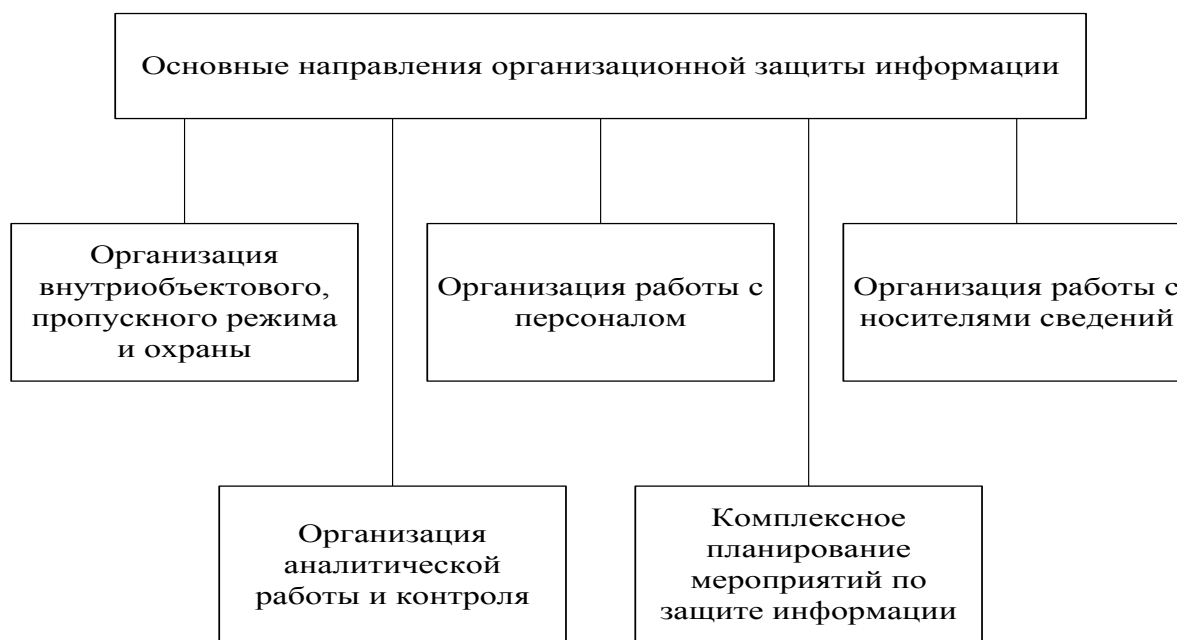 Основные направления организационной защиты информации
Организация
внутриобъектового,
пропускного режима
и охраны
Организация работы с
персоналом
Организация работы с
носителями сведений
Организация
аналитической
работы и контроля
Комплексное
планирование
мероприятий по
защите информации